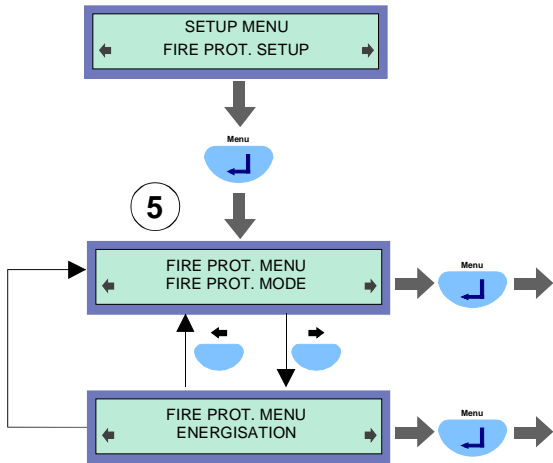 SETUP MENU
FIRE PROT. SETUP
Menu
5
FIRE PROT. MENU
FIRE PROT. MODE
Menu
FIRE PROT. MENU
ENERGISATION
Menu